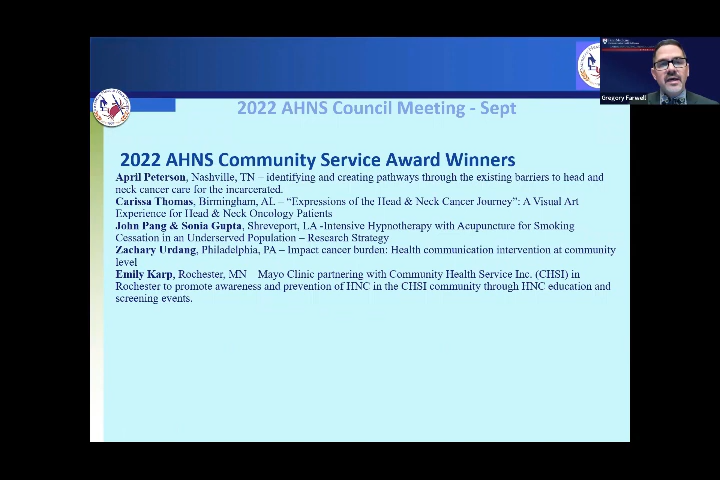 2022 AHNS Council Meeting - Sept
Gregory Farwell
2022 AHNS Community Service Award Winners
April Peterson, Nashville, TN – identifying and creating pathways through the existing barriers to head and
neck cancer care for the incarcerated.
Carissa Thomas, Birmingham, AL – “Expressions of the Head & Neck Cancer Journey”: A Visual Art
Experience for Head & Neck Oncology Patients
John Pang & Sonia Gupta, Shreveport, LA -Intensive Hypnotherapy with Acupuncture for Smoking
Cessation in an Underserved Population – Research Strategy
Zachary Urdang, Philadelphia, PA – Impact cancer burden: Health communication intervention at community
level
Emily Karp, Rochester, MN – Mayo Clinic partnering with Community Health Service Inc. (CHSI) in
Rochester to promote awareness and prevention of HNC in the CHSI community through HNC education and
screening events.